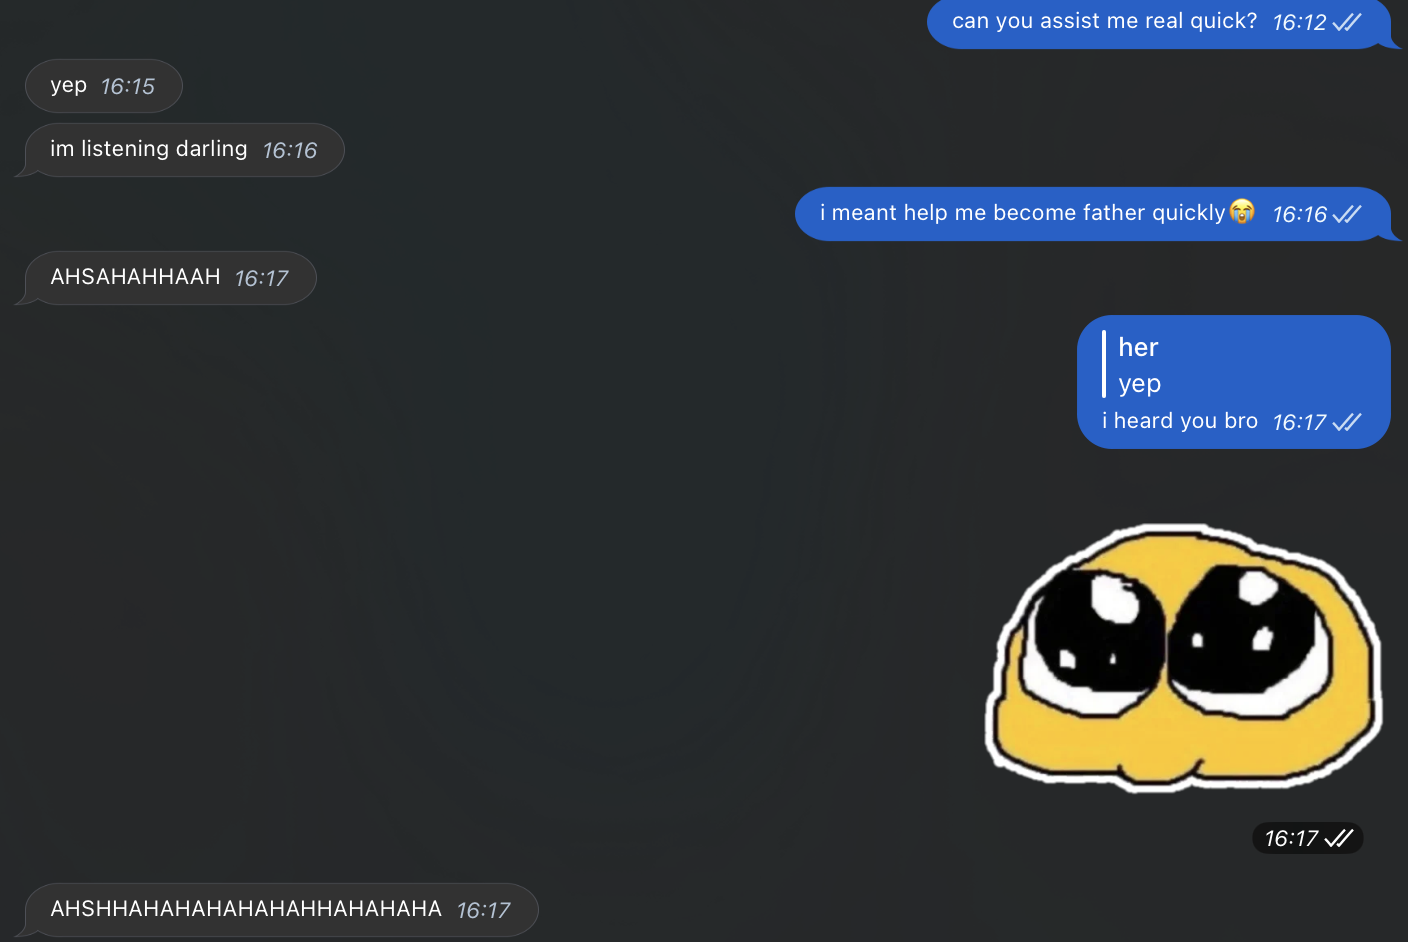 can you assist me real quick? 16:12
yep 16:15
im listening darling 16:16
i meant help me become father quickly😭 16:16
AHSAHAHHAAH 16:17
her
yep
i heard you bro 16:17
16:17
AHSHHAHAHAHAHAHAHHAHAHAHA 16:17